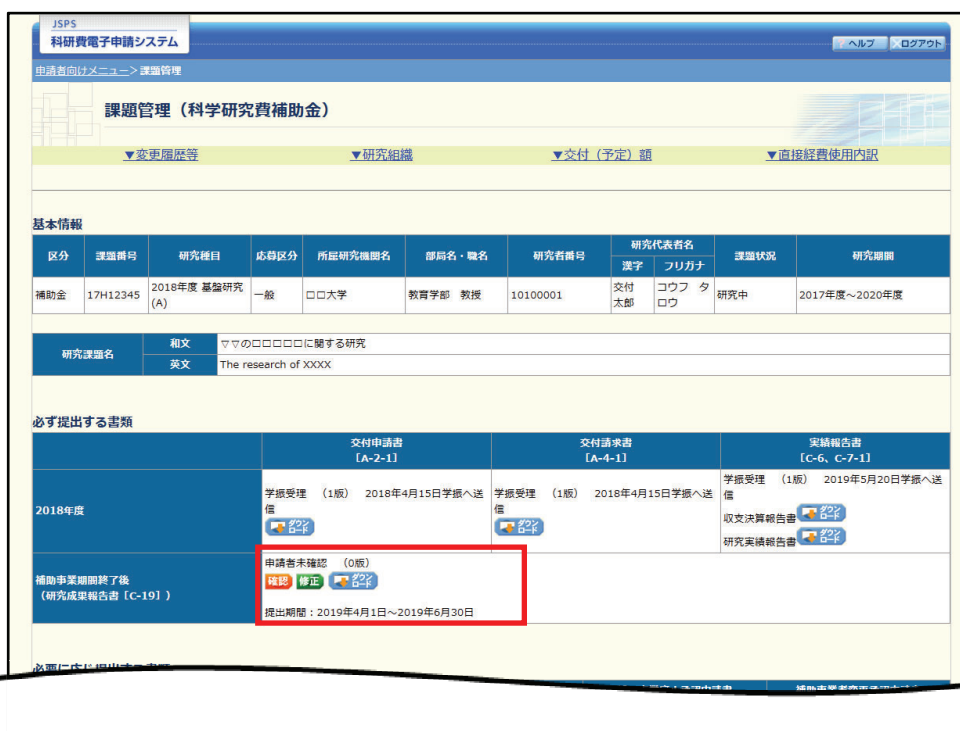 JSPS
科研費電子申請システム
ヘルプ ログアウト
申請者向けメニュー>課題管理
課題管理（科学研究費補助金）
▼変更履歴等 ▼研究組織 ▼交付（予定）額 ▼直接経費使用内訳
基本情報
区分 課題番号 研究種目 応募区分 所属研究機関名 部局名・職名 研究者番号 研究代表者名 課題状況 研究期間
漢字 フリガナ
補助金 17H12345 2018年度 基盤研究(A) 一般 □□大学 教育学部 教授 10100001 交付 太郎 コウフ タロウ 研究中 2017年度～2020年度
研究課題名 和文 ▽▽の□□□□□に関する研究
英文 The research of XXXX
必ず提出する書類
交付申請書 交付請求書 実績報告書
[A-2-1] [A-4-1] [C-6、C-7-1]
2018年度
学振受理 （1版） 2018年4月15日学振へ送信
ダウンロード
学振受理 （1版） 2018年4月15日学振へ送信
ダウンロード
学振受理 （1版） 2019年5月20日学振へ送信
収支決算報告書 ダウンロード
研究実績報告書 ダウンロード
補助事業期間終了後
（研究成果報告書［C-19］）
申請者未確認 （0版）
確認 修正 ダウンロード
提出期間：2019年4月1日～2019年6月30日